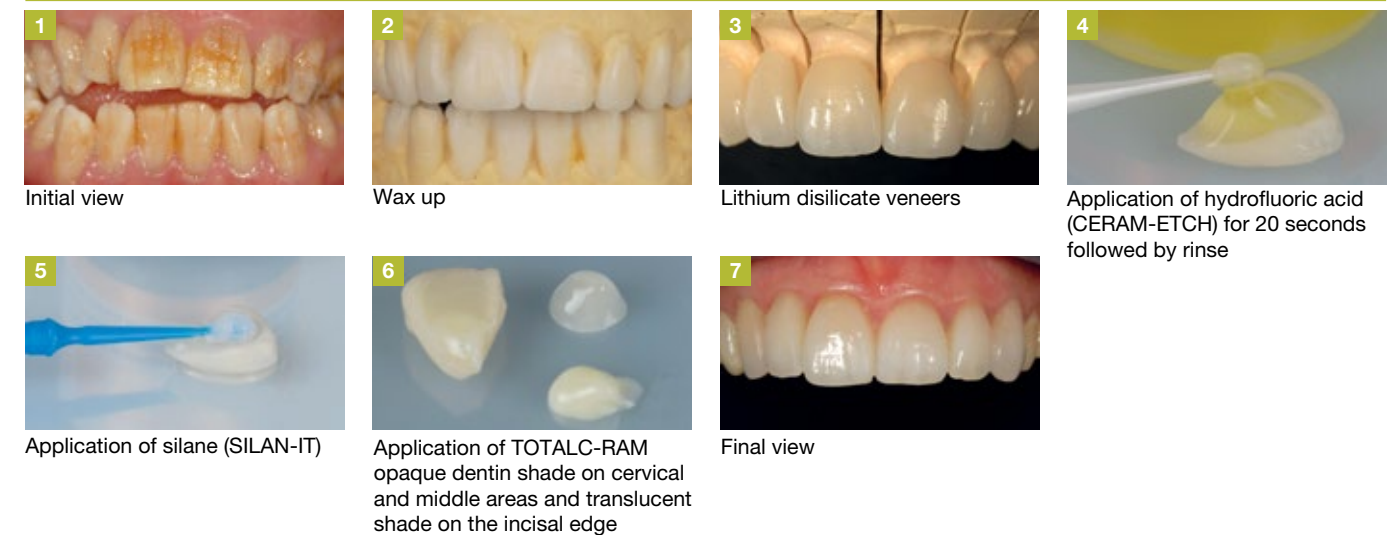 1
Initial view
2
Wax up
3
Lithium disilicate veneers
4
Application of hydrofluoric acid
(CERAM-ETCH) for 20 seconds
followed by rinse
5
Application of silane (SILAN-IT)
6
Application of TOTALC-RAM
opaque dentin shade on cervical
and middle areas and translucent
shade on the incisal edge
7
Final view